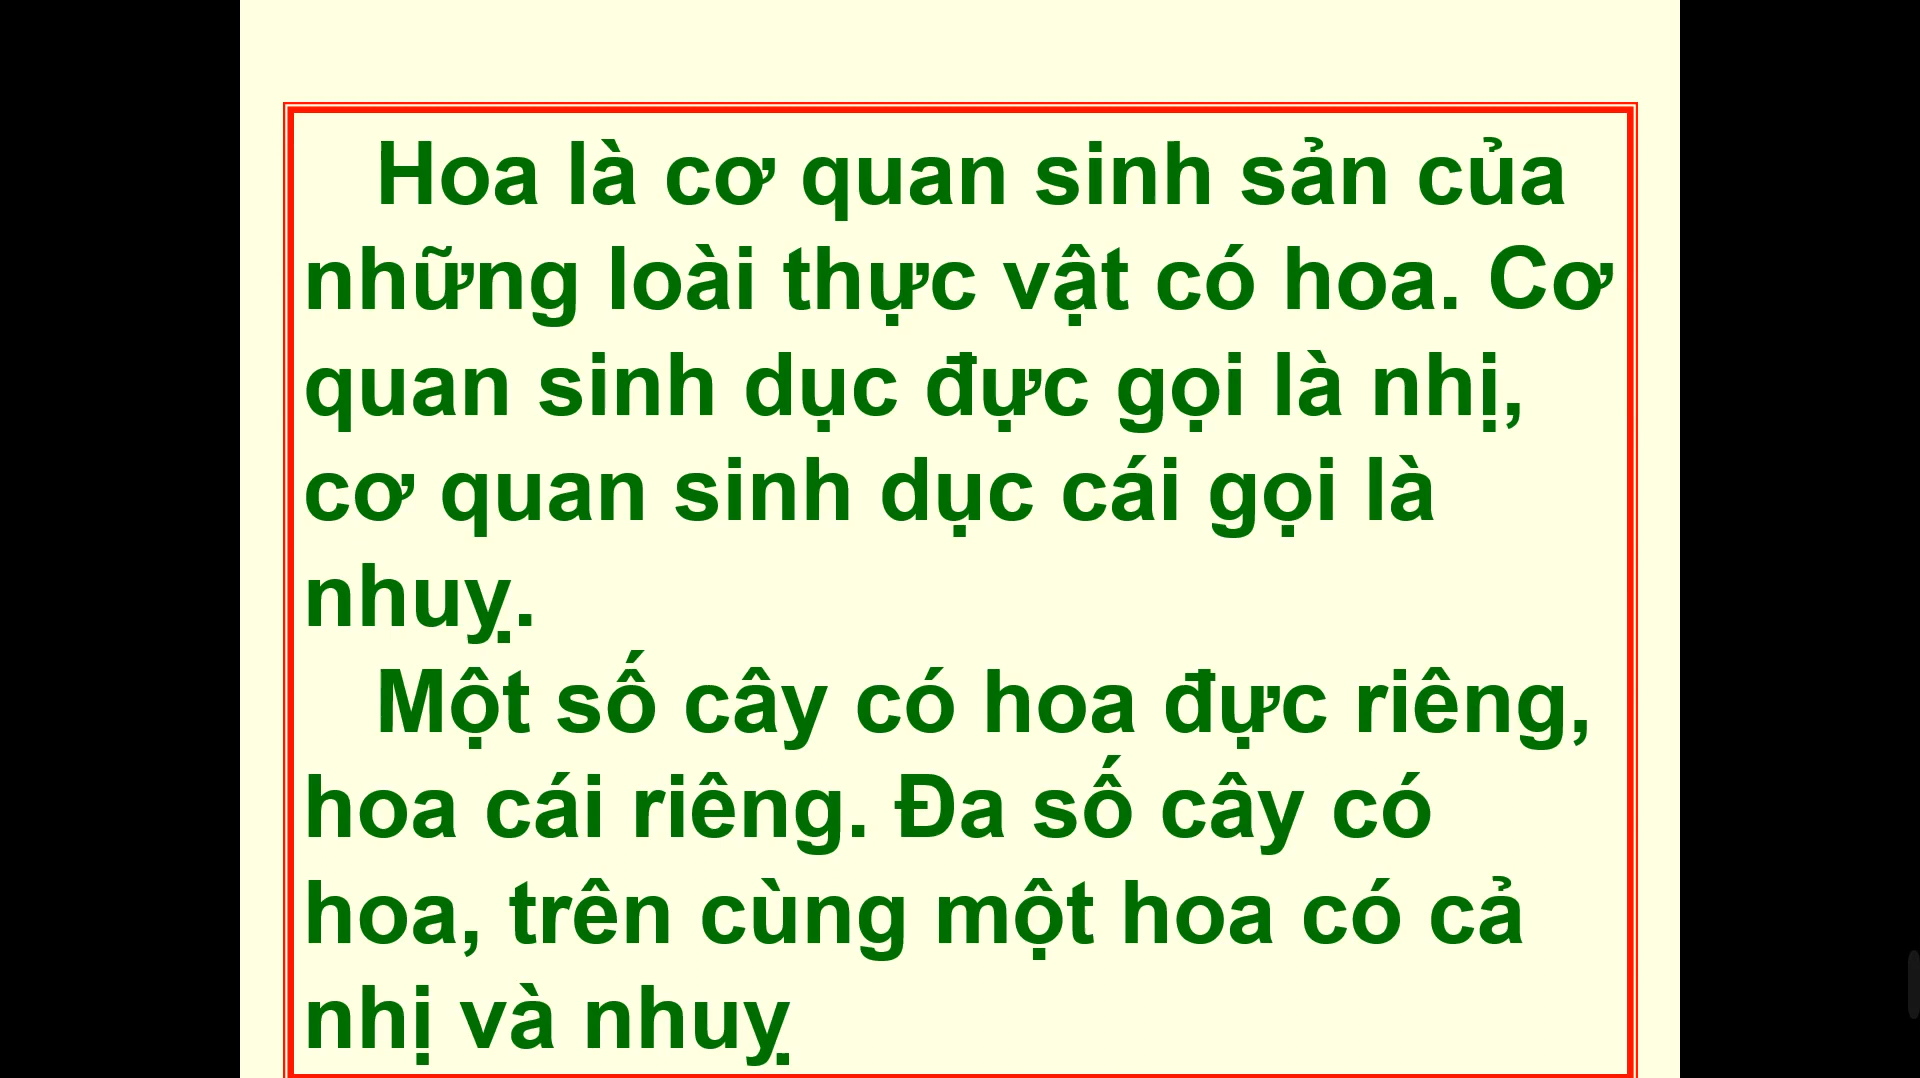 Hoa là cơ quan sinh sản của
những loài thực vật có hoa. Cơ
quan sinh dục đực gọi là nhị,
cơ quan sinh dục cái gọi là
nhuỵ.
Một số cây có hoa đực riêng,
hoa cái riêng. Đa số cây có
hoa, trên cùng một hoa có cả
nhị và nhuỵ